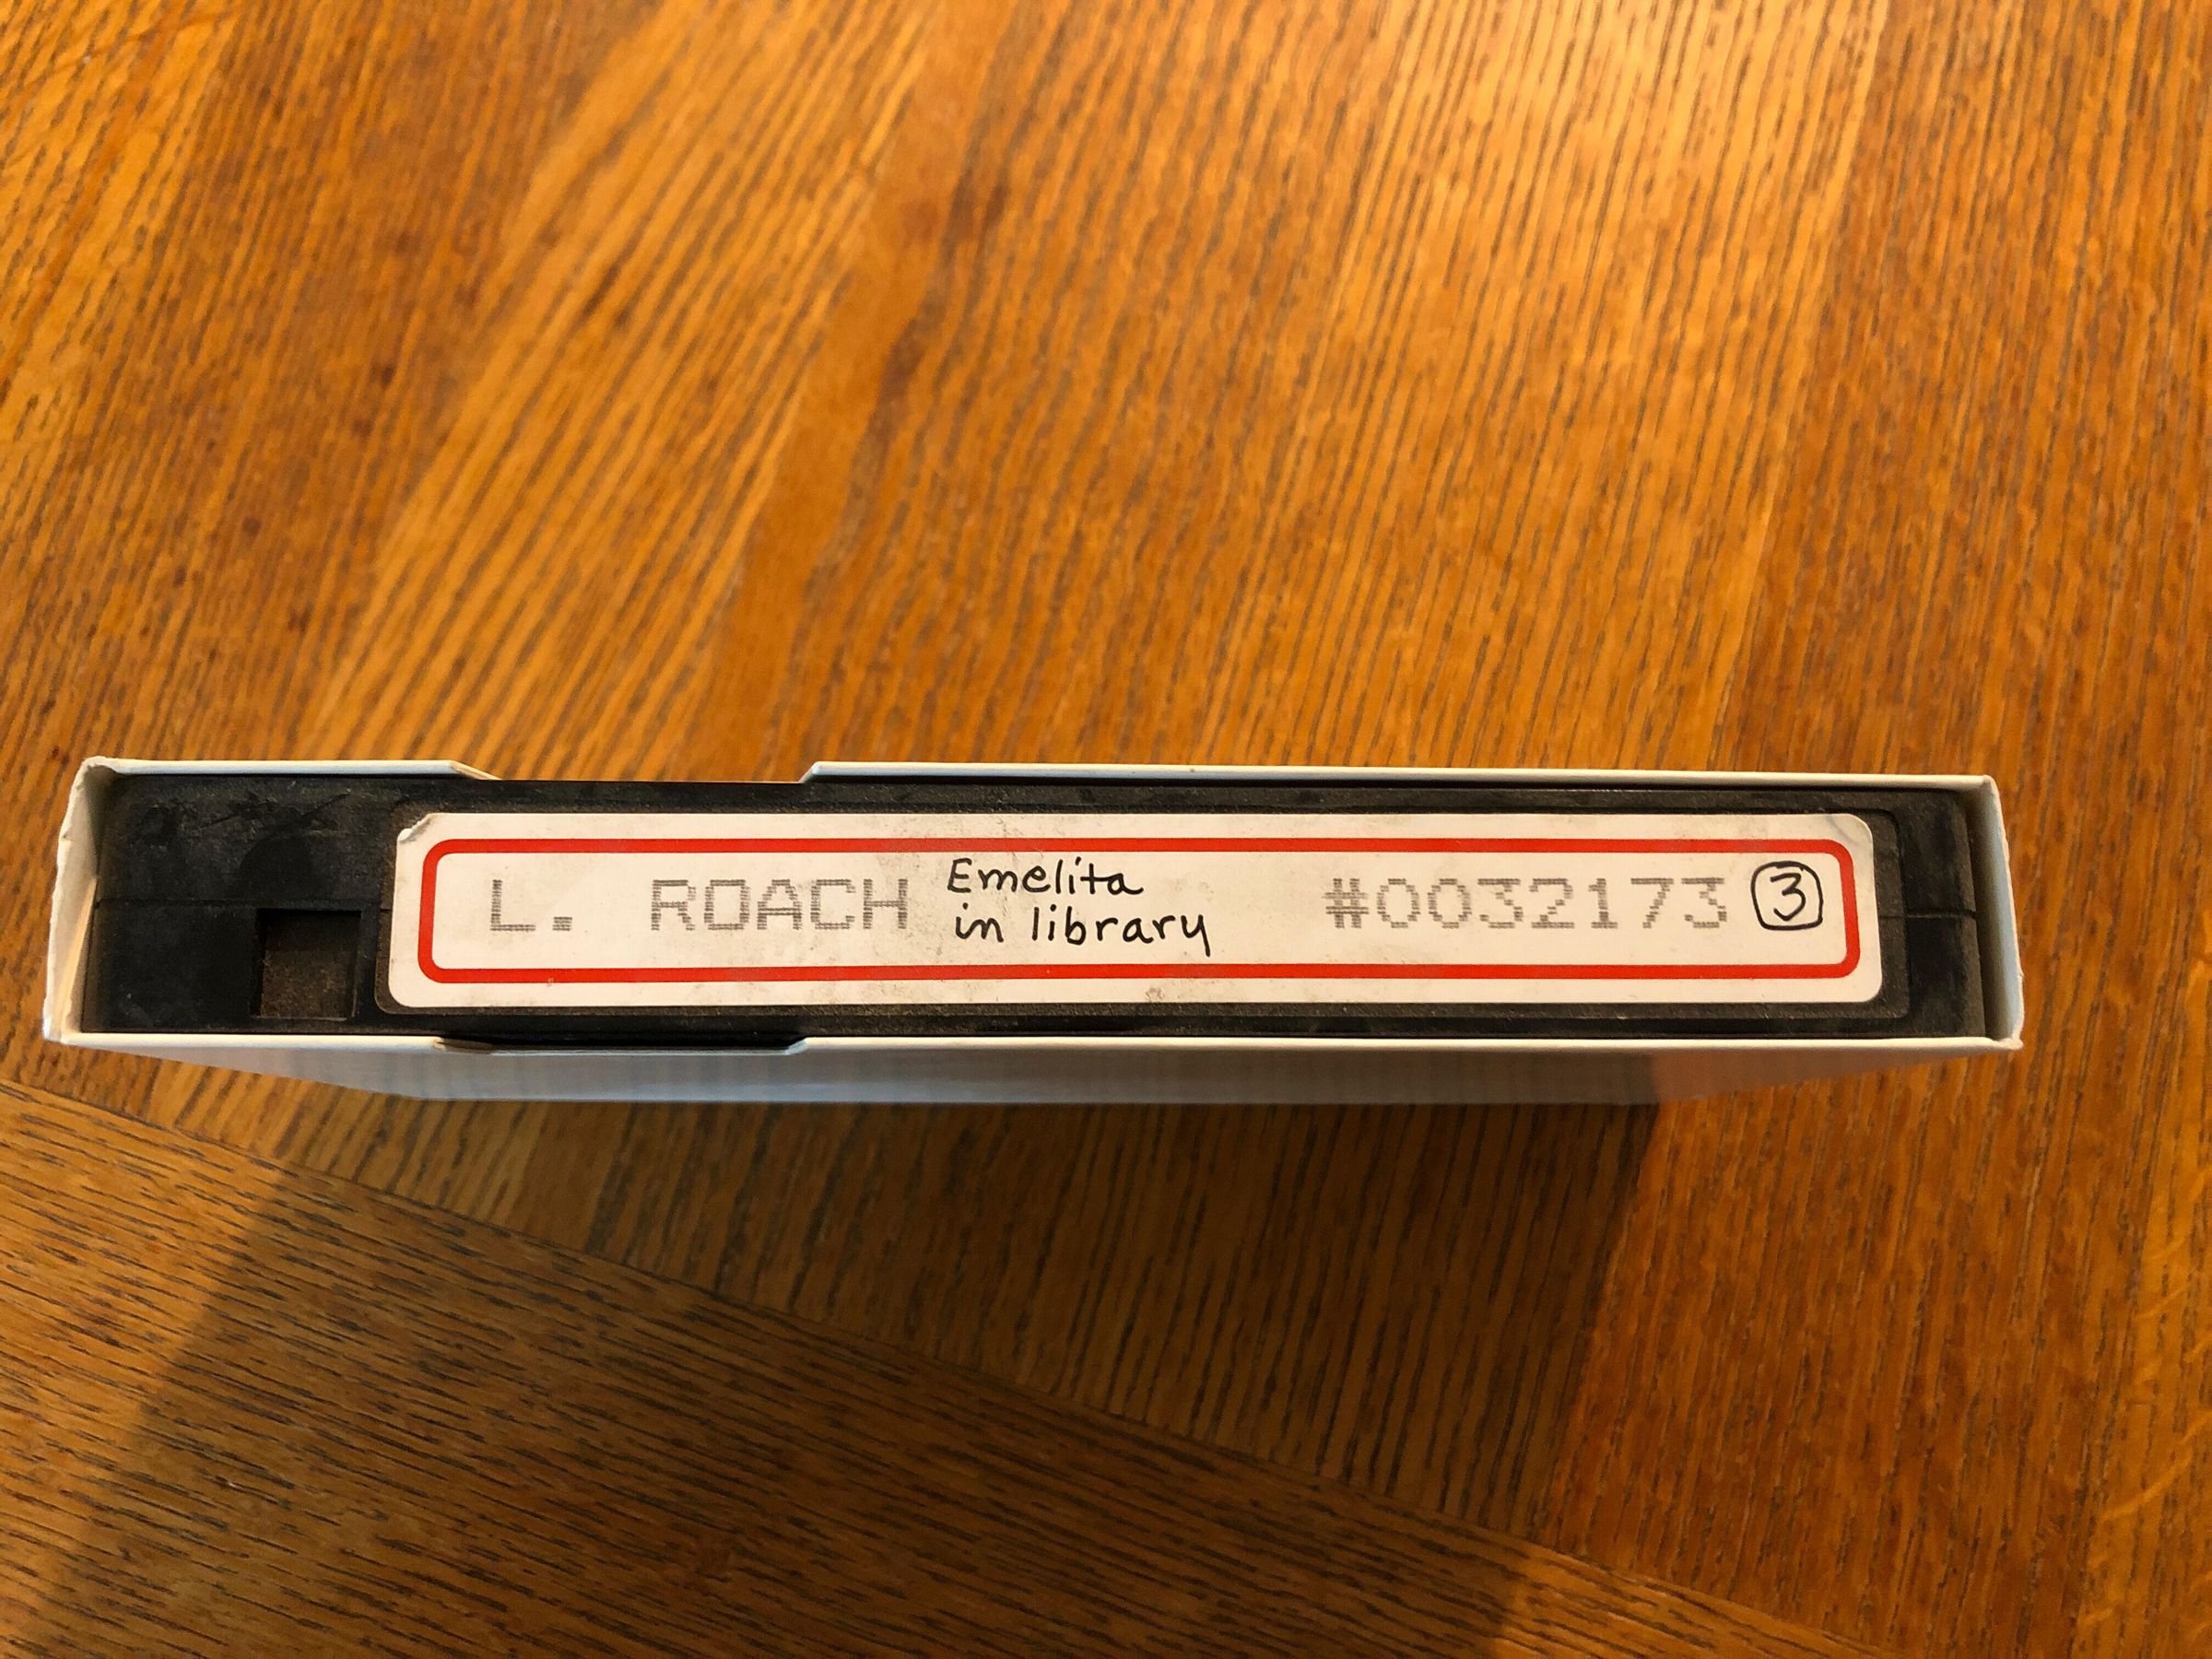 L. ROACH Emelita #0032173 3
in library